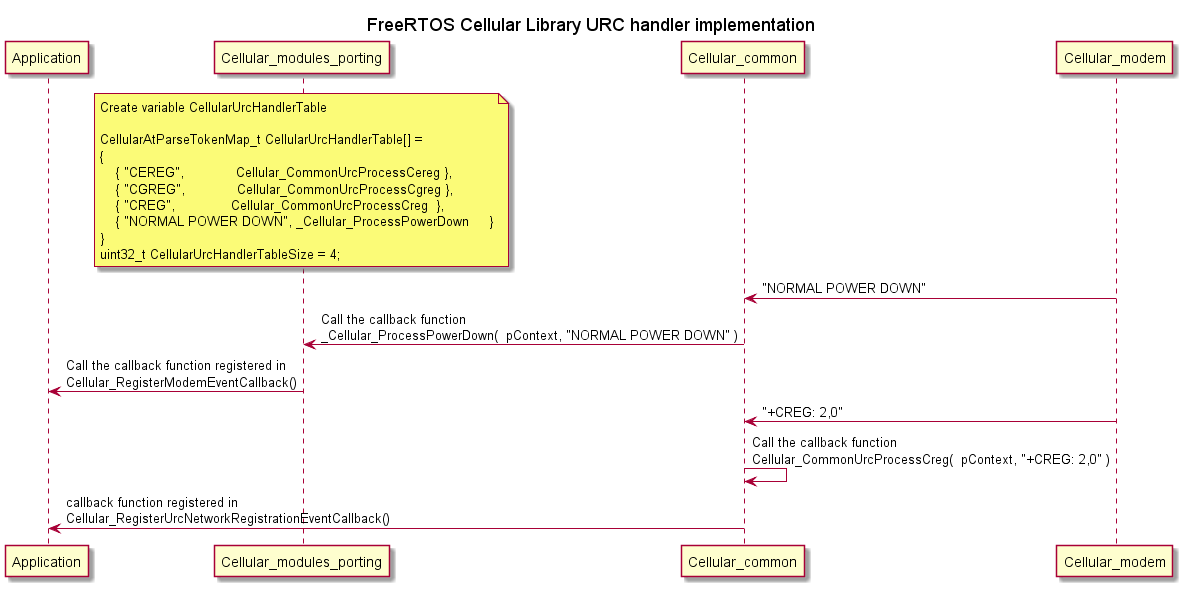 FreeRTOS Cellular Library URC handler implementation
Application
Cellular_modules_porting
Cellular_common
Cellular_modem
Create variable CellularUrcHandlerTable
CellularAtParseTokenMap_t CellularUrcHandlerTable[] =
{
{ "CEREG", Cellular_CommonUrcProcessCereg },
{ "CGREG", Cellular_CommonUrcProcessCgreg },
{ "CREG", Cellular_CommonUrcProcessCreg },
{ "NORMAL POWER DOWN", _Cellular_ProcessPowerDown }
}
uint32_t CellularUrcHandlerTableSize = 4;
"NORMAL POWER DOWN"
Call the callback function
_Cellular_ProcessPowerDown( pContext, "NORMAL POWER DOWN" )
Call the callback function registered in
Cellular_RegisterModemEventCallback()
"+CREG: 2,0"
Call the callback function
Cellular_CommonUrcProcessCreg( pContext, "+CREG: 2,0" )
callback function registered in
Cellular_RegisterUrcNetworkRegistrationEventCallback()
Application
Cellular_modules_porting
Cellular_common
Cellular_modem